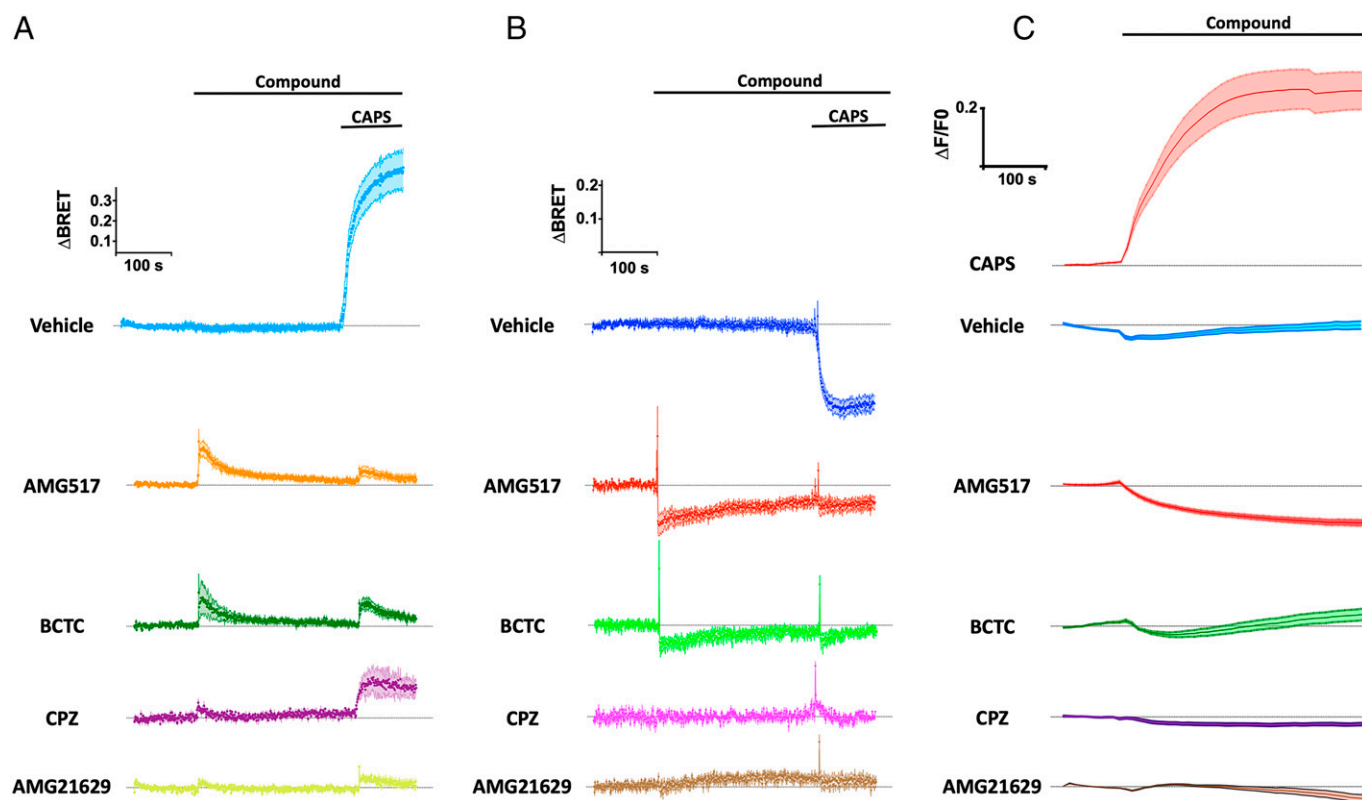 A
Compound
CAPS
ΔBRET
0.3
0.2
0.1
100 s
Vehicle
AMG517
BCTC
CPZ
AMG21629
B
Compound
CAPS
ΔBRET
0.2
0.1
100 s
Vehicle
AMG517
BCTC
CPZ
AMG21629
C
Compound
ΔF/F0
0.2
100 s
CAPS
Vehicle
AMG517
BCTC
CPZ
AMG21629